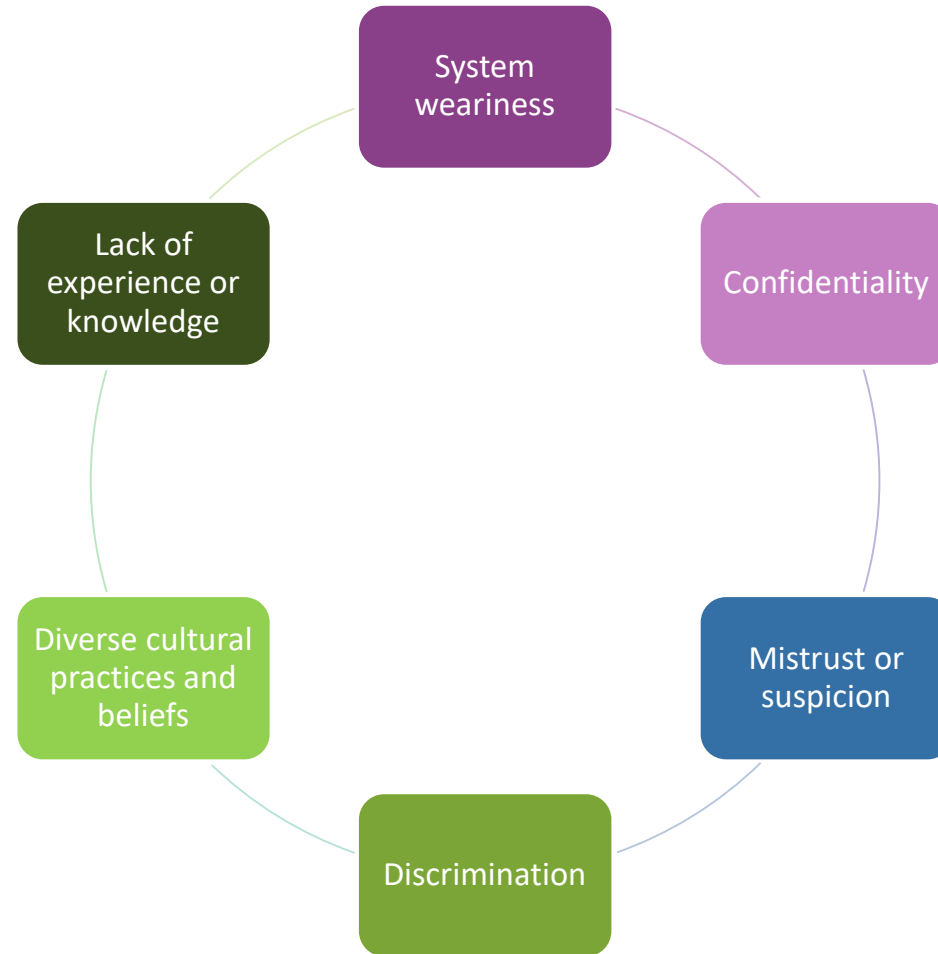 System
weariness
Confidentiality
Mistrust or
suspicion
Discrimination
Diverse cultural
practices and
beliefs
Lack of
experience or
knowledge